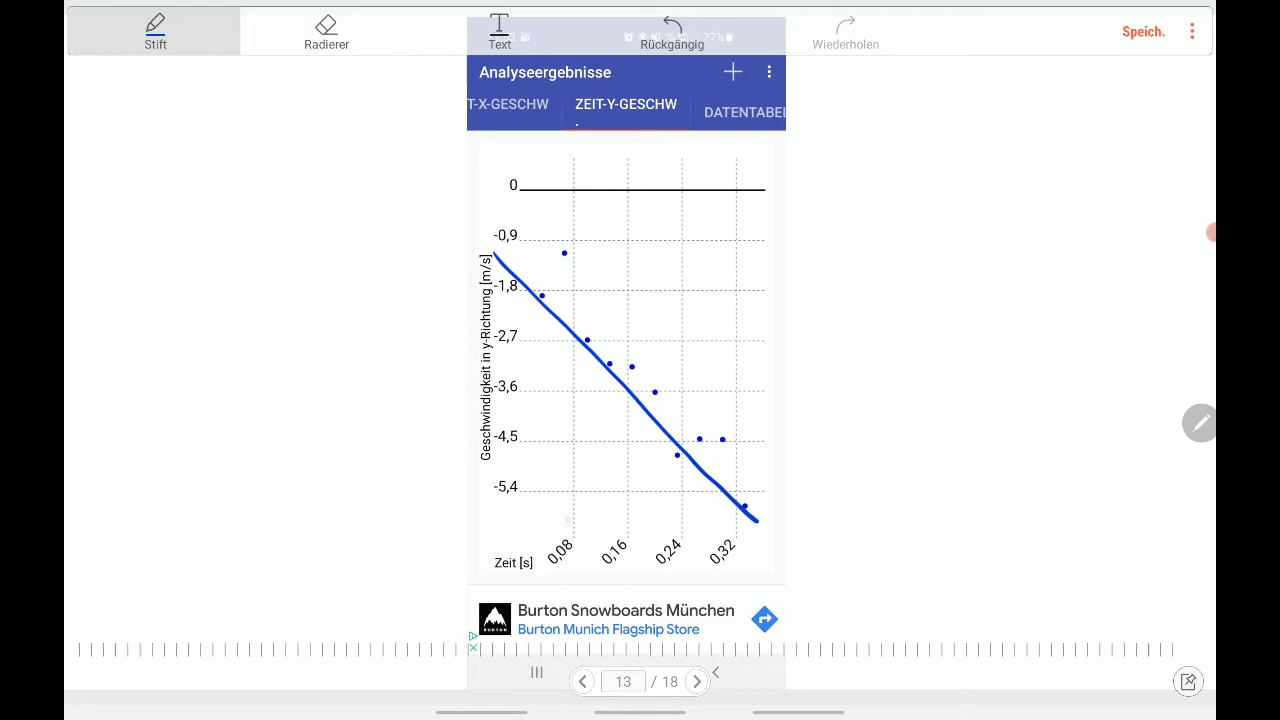 Stift
Radierer
Text
Rückgängig
Wiederholen
Speich.
77%
Analyseergebnisse
T-X-GESCHW
ZEIT-Y-GESCHW
.
DATENTABEL
0
-0,9
-1,8
-2,7
-3,6
-4,5
-5,4
Geschwindigkeit in y-Richtung [m/s]
Zeit [s]
0,08
0,16
0,24
0,32
BURTON
Burton Snowboards München
Burton Munich Flagship Store
13 / 18